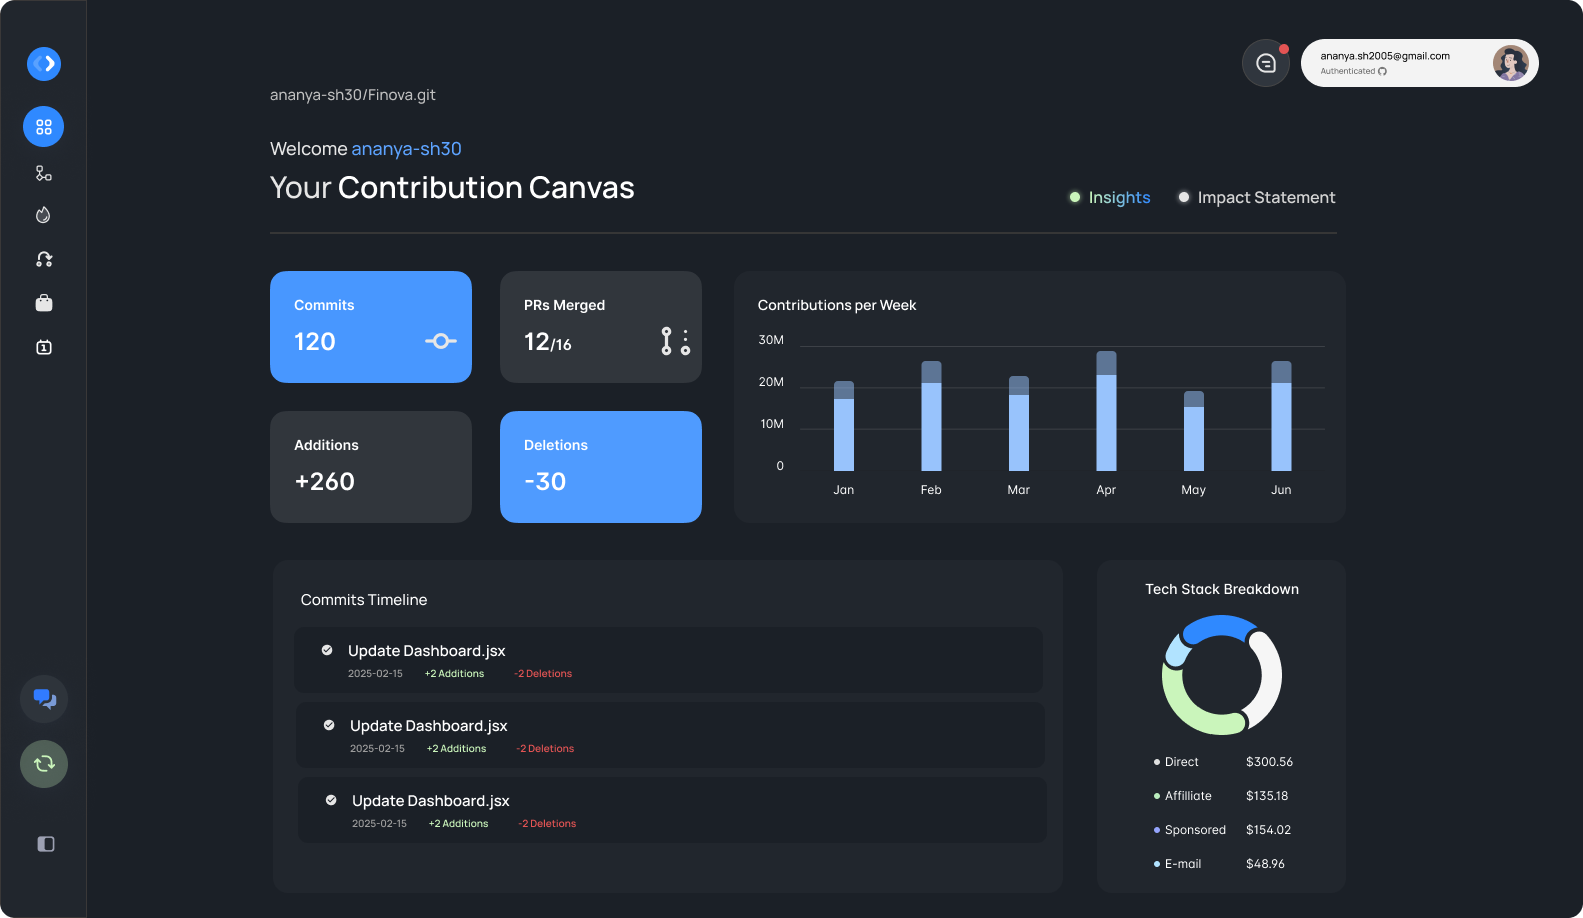 ananya.sh2005@gmail.com
Authenticated
ananya-sh30/Finova.git
Welcome ananya-sh30
Your Contribution Canvas
Insights
Impact Statement
Commits
120
PRs Merged
12/16
Additions
+260
Deletions
-30
Contributions per Week
30M
20M
10M
0
Jan Feb Mar Apr May Jun
Commits Timeline
Update Dashboard.jsx
2025-02-15 +2 Additions -2 Deletions
Update Dashboard.jsx
2025-02-15 +2 Additions -2 Deletions
Update Dashboard.jsx
2025-02-15 +2 Additions -2 Deletions
Tech Stack Breakdown
Direct $300.56
Affilliate $135.18
Sponsored $154.02
E-mail $48.96
1